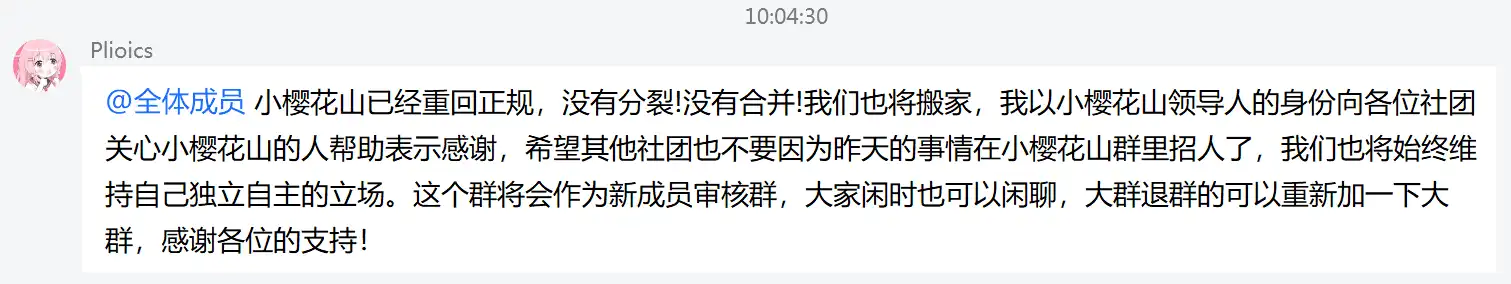 10:04:30
Plioics
@全体成员 小樱花山已经重回正规，没有分裂!没有合并!我们也将搬家，我以小樱花山领导人的身份向各位社团
关心小樱花山的人帮助表示感谢，希望其他社团也不要因为昨天的事情在小樱花山群里招人了，我们也将始终维
持自己独立自主的立场。这个群将会作为新成员审核群，大家闲时也可以闲聊，大群退群的可以重新加一下大
群，感谢各位的支持！